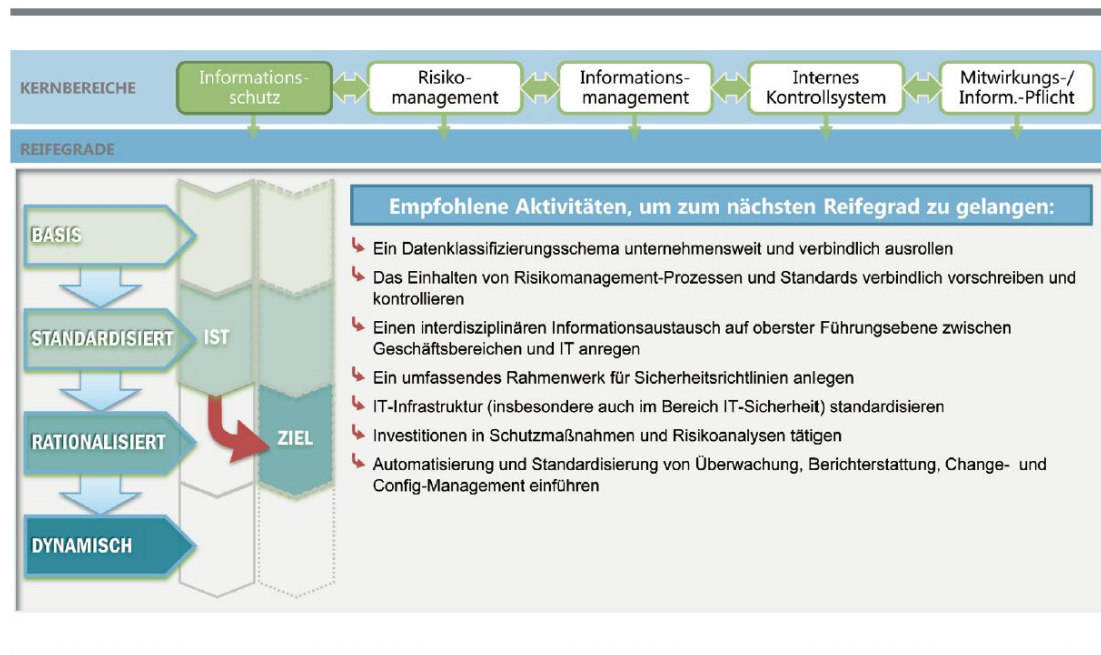 KERNBEREICHE
Informations-
schutz
Risiko-
management
Informations-
management
Internes
Kontrollsystem
Mitwirkungs-/
Inform.-Pflicht
REIFEGRADE
BASIS
STANDARDISIERT
RATIONALISIERT
DYNAMISCH
IST
ZIEL
Empfohlene Aktivitäten, um zum nächsten Reifegrad zu gelangen:
Ein Datenklassifizierungsschema unternehmensweit und verbindlich ausrollen
Das Einhalten von Risikomanagement-Prozessen und Standards verbindlich vorschreiben und
kontrollieren
Einen interdisziplinären Informationsaustausch auf oberster Führungsebene zwischen
Geschäftsbereichen und IT anregen
Ein umfassendes Rahmenwerk für Sicherheitsrichtlinien anlegen
IT-Infrastruktur (insbesondere auch im Bereich IT-Sicherheit) standardisieren
Investitionen in Schutzmaßnahmen und Risikoanalysen tätigen
Automatisierung und Standardisierung von Überwachung, Berichterstattung, Change- und
Config-Management einführen